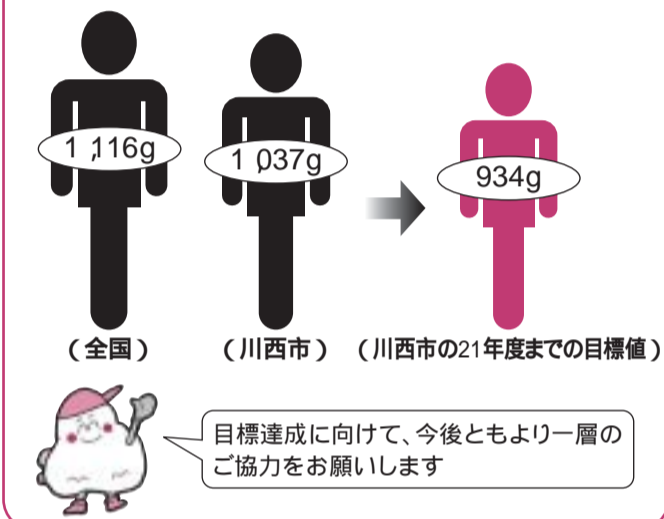 1,116g
1,037g
934g
(全国)
(川西市)
(川西市の21年度までの目標値)
目標達成に向けて、今後ともより一層の
ご協力をお願いします